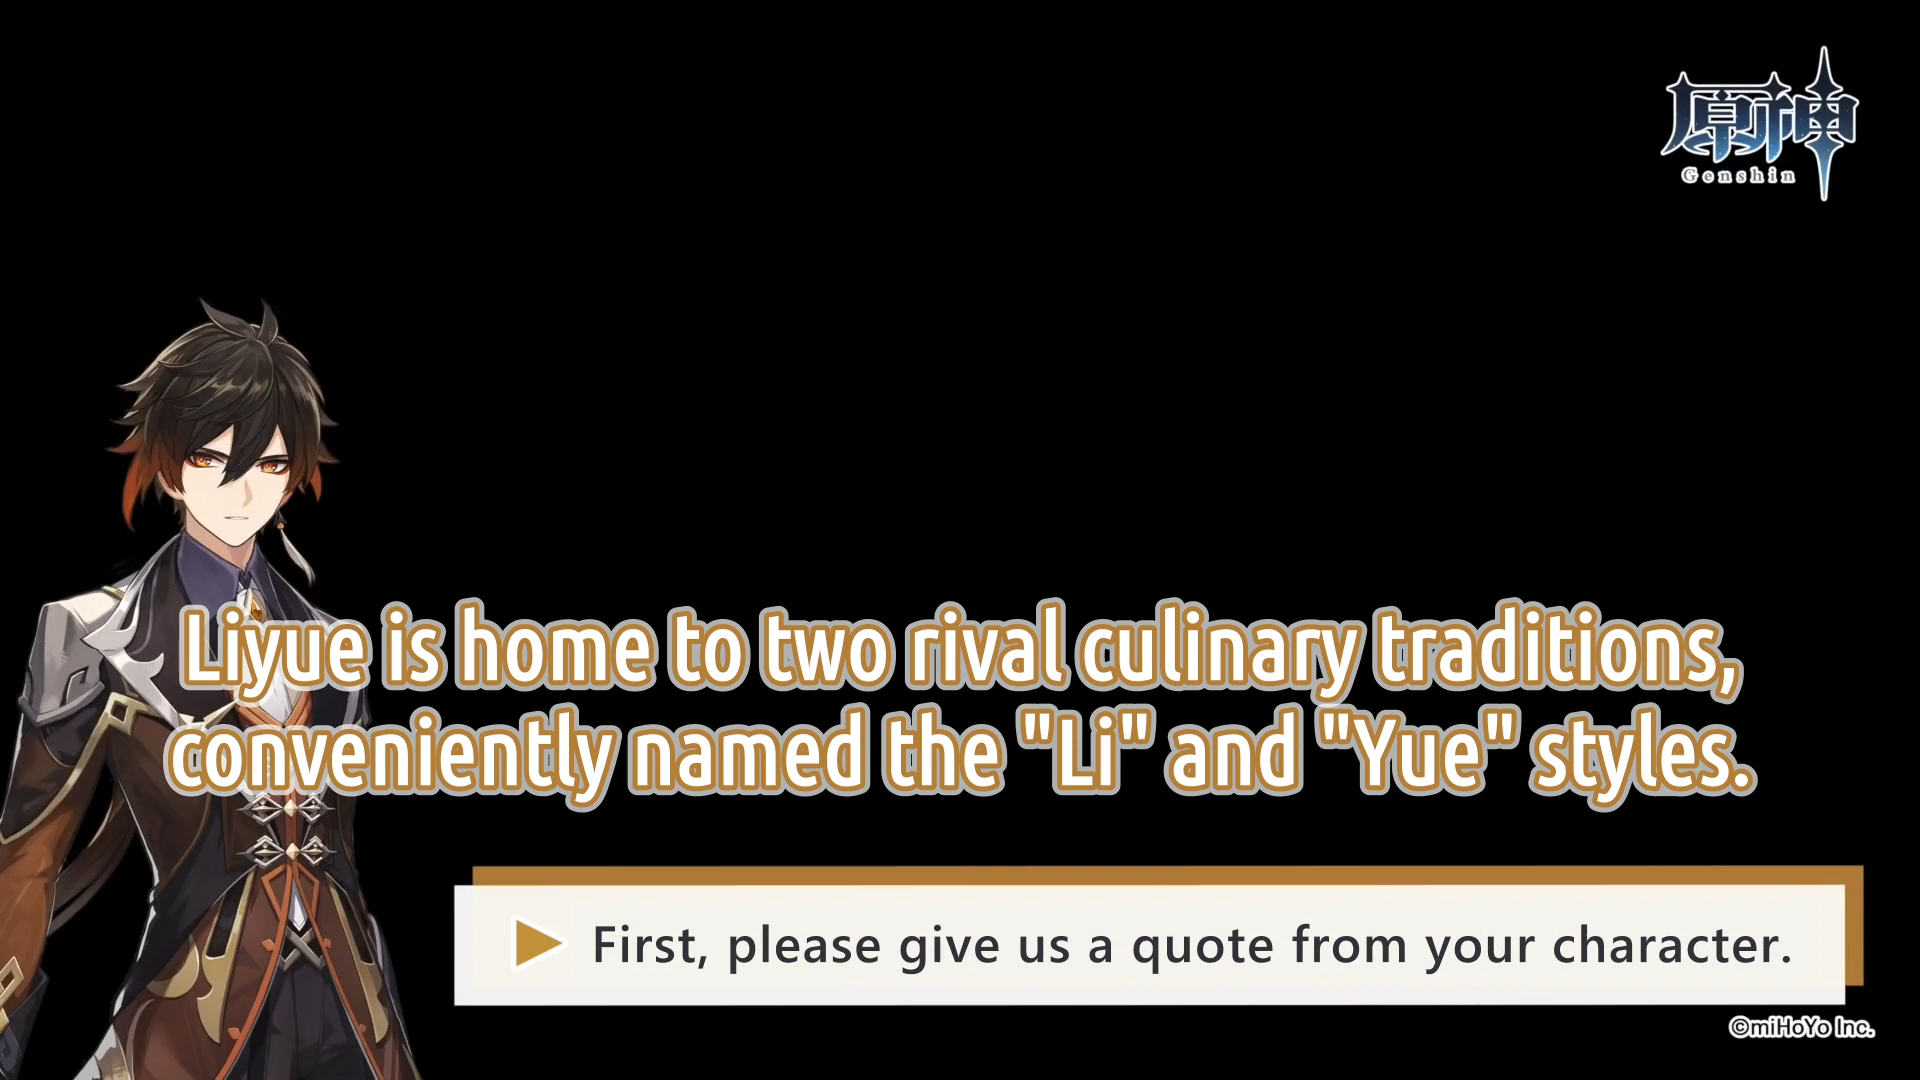 原神
Genshin
Liyue is home to two rival culinary traditions,
conveniently named the "Li" and "Yue" styles.
First, please give us a quote from your character.
©miHoYo Inc.